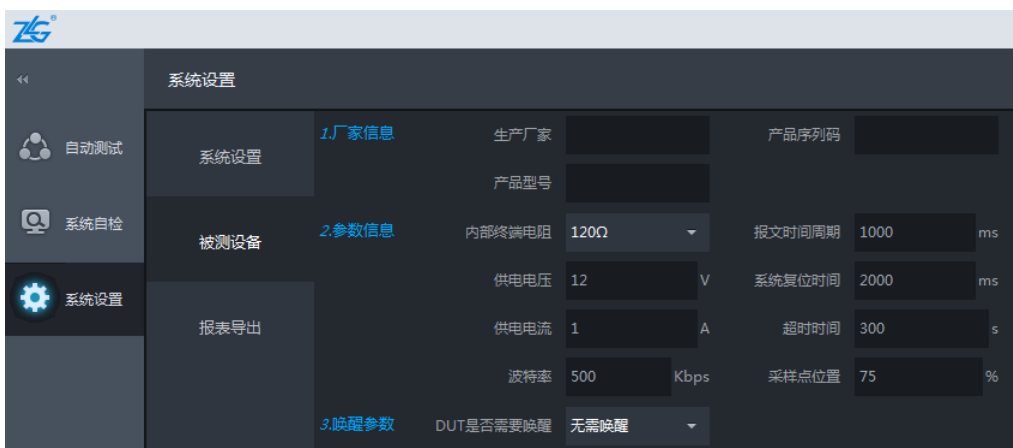 ZLG®
系统设置
自动测试
系统自检
系统设置
系统设置
被测设备
报表导出
1.厂家信息 生产厂家 产品序列码
产品型号
2.参数信息 内部终端电阻 120Ω 报文时间周期 1000 ms
供电电压 12 V 系统复位时间 2000 ms
供电电流 1 A 超时时间 300 s
波特率 500 Kbps 采样点位置 75 %
3.唤醒参数 DUT是否需要唤醒 无需唤醒